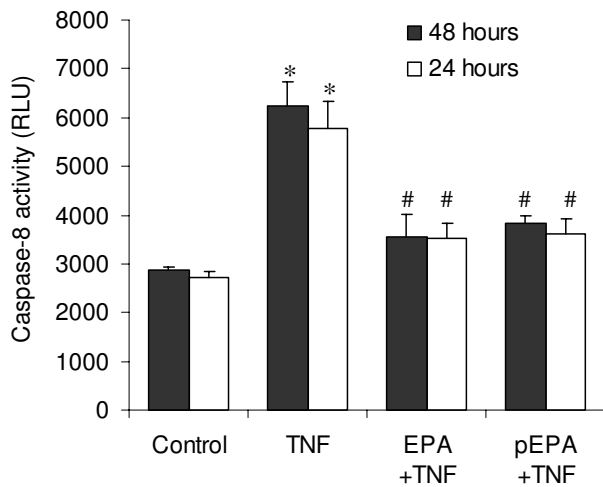 8000
7000
6000
5000
4000
3000
2000
1000
0
Caspase-8 activity (RLU)
48 hours
24 hours
* *
# # # #
Control TNF EPA pEPA
+TNF +TNF